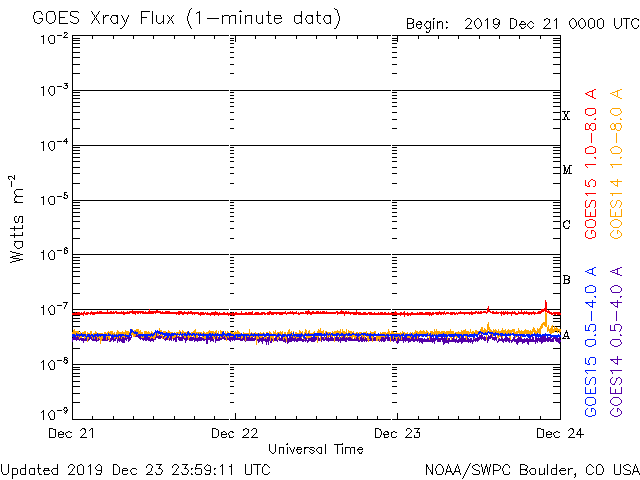 GOES Xray Flux (1-minute data)
Begin: 2019 Dec 21 0000 UTC
10⁻²
10⁻³
10⁻⁴
10⁻⁵
10⁻⁶
10⁻⁷
10⁻⁸
10⁻⁹
Watts m⁻²
X
M
C
B
A
GOES15 1.0-8.0 A
GOES14 1.0-8.0 A
GOES15 0.5-4.0 A
GOES14 0.5-4.0 A
Dec 21 Dec 22 Dec 23 Dec 24
Universal Time
Updated 2019 Dec 23 23:59:11 UTC
NOAA/SWPC Boulder, CO USA